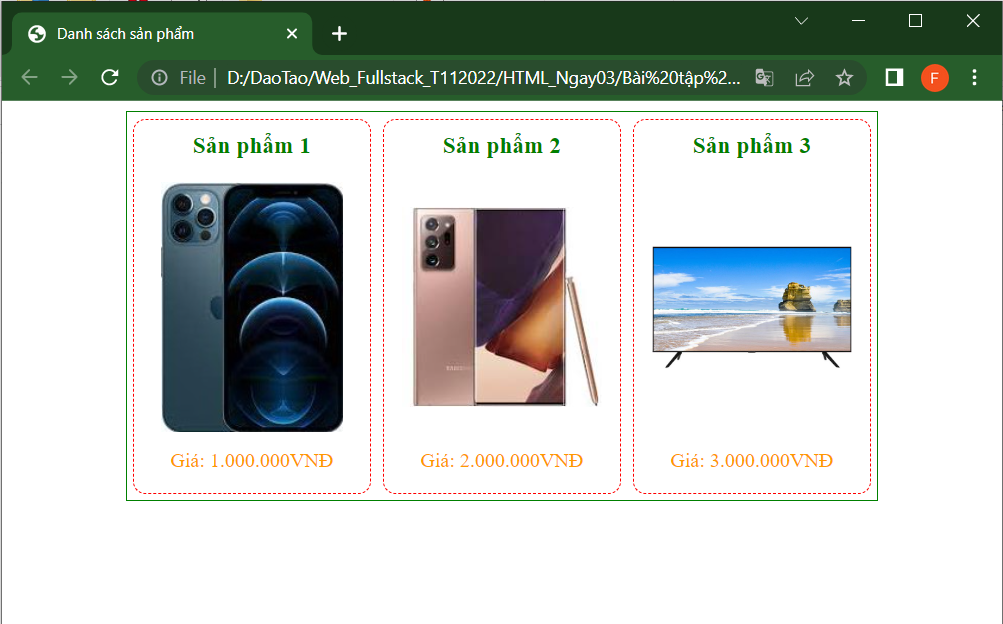 Danh sách sản phẩm
File | D:/DaoTao/Web_Fullstack_T112022/HTML_Ngay03/Bài%20tập%2...
F
Sản phẩm 1
Sản phẩm 2
Sản phẩm 3
SAMSUNG
Giá: 1.000.000VNĐ
Giá: 2.000.000VNĐ
Giá: 3.000.000VNĐ